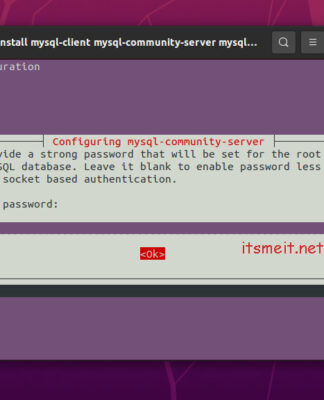 nstall mysql-client mysql-community-server mysql...
uration
Configuring mysql-community-server
vide a strong password that will be set for the root
SQL database. Leave it blank to enable password less
socket based authentication.
password:
<Ok>
itsmeit.net